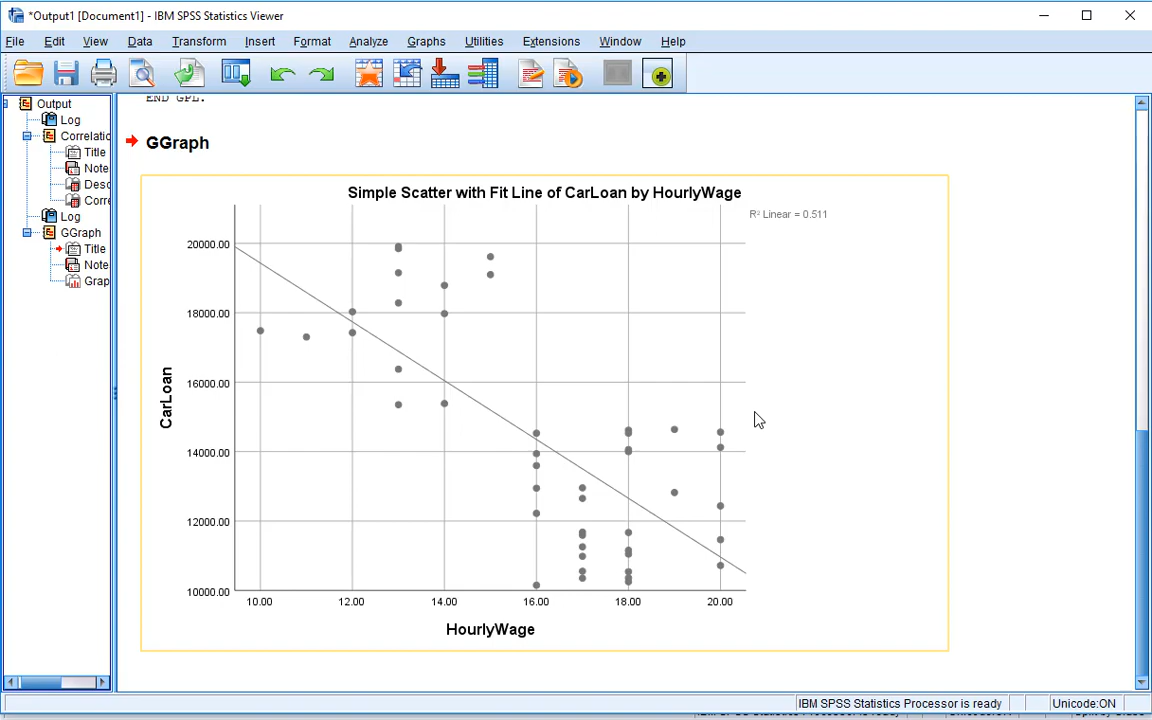 *Output1 [Document1] - IBM SPSS Statistics Viewer
File Edit View Data Transform Insert Format Analyze Graphs Utilities Extensions Window Help
Output
Log
Correlatio
Title
Note
Desc
Corre
Log
GGraph
Title
Note
Grap
END GPL.
GGraph
Simple Scatter with Fit Line of CarLoan by HourlyWage
R² Linear = 0.511
20000.00
18000.00
16000.00
14000.00
12000.00
10000.00
CarLoan
10.00 12.00 14.00 16.00 18.00 20.00
HourlyWage
IBM SPSS Statistics Processor is ready Unicode:ON